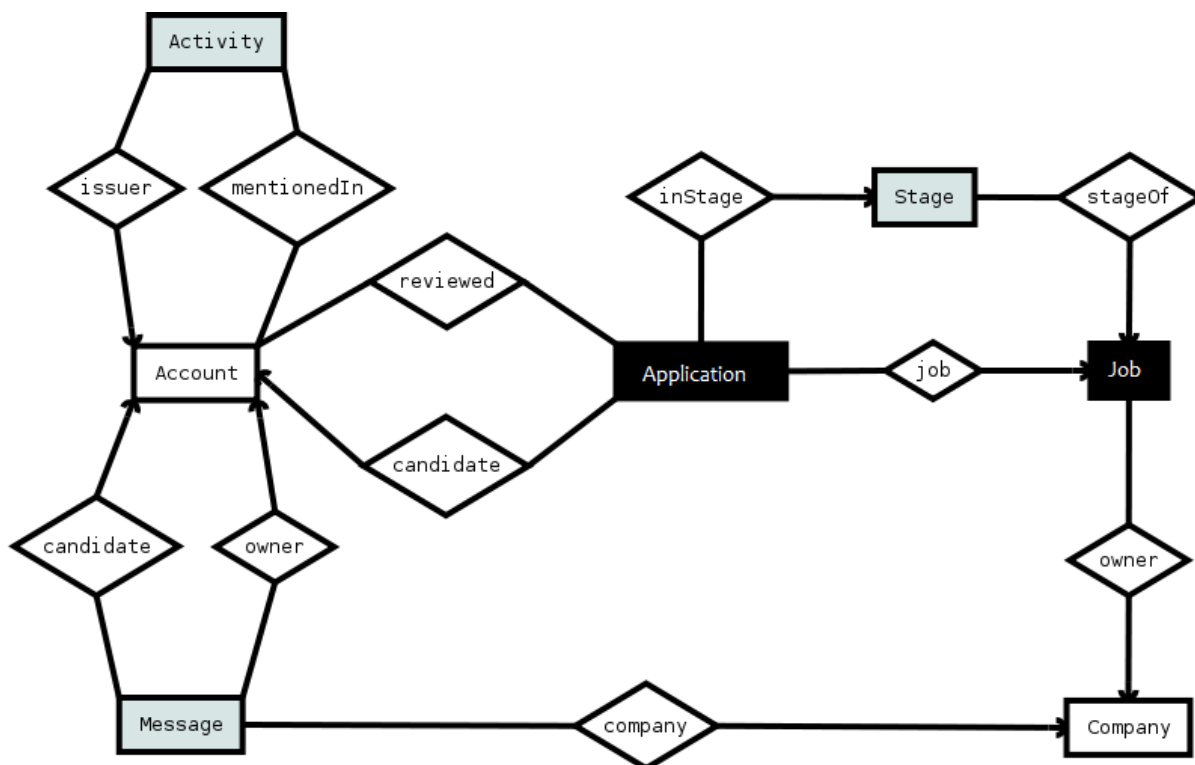 Activity
issuer
mentionedIn
inStage
Stage
stageOf
reviewed
Account
Application
job
Job
candidate
candidate
owner
owner
Message
company
Company